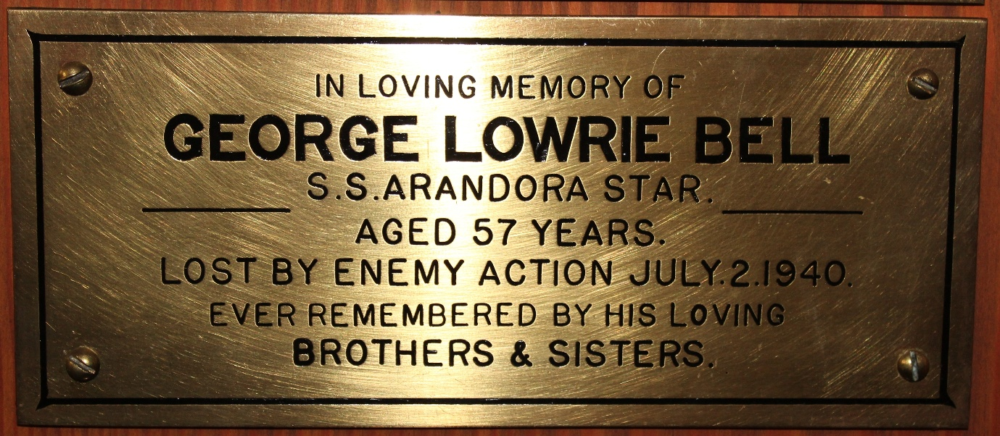 IN LOVING MEMORY OF
GEORGE LOWRIE BELL
S.S.ARANDORA STAR.
AGED 57 YEARS.
LOST BY ENEMY ACTION JULY.2.1940.
EVER REMEMBERED BY HIS LOVING
BROTHERS & SISTERS.